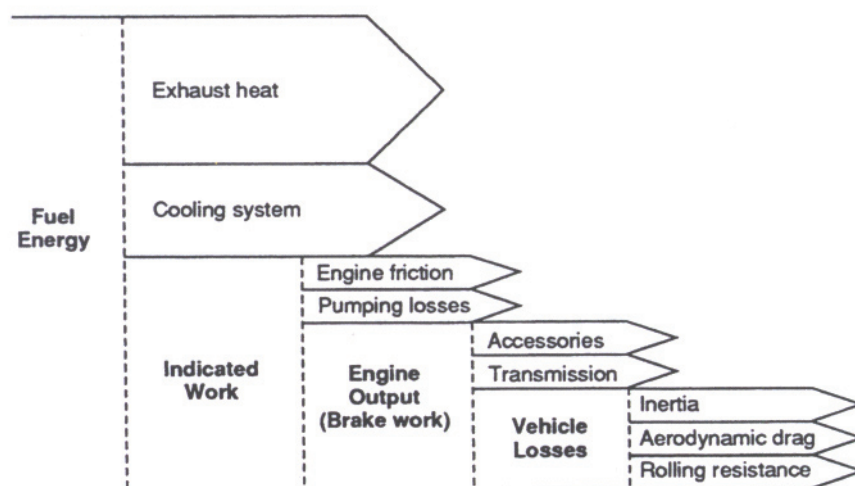 Exhaust heat
Cooling system
Fuel
Energy
Engine friction
Pumping losses
Accessories
Transmission
Indicated
Work
Engine
Output
(Brake work)
Vehicle
Losses
Inertia
Aerodynamic drag
Rolling resistance